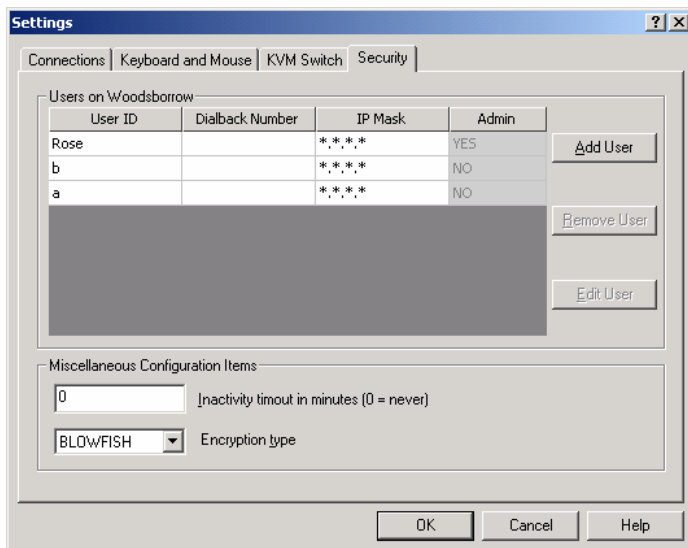 Settings
Connections Keyboard and Mouse KVM Switch Security
Users on Woodsborrow
User ID Dialback Number IP Mask Admin
Rose *.*.*.* YES Add User
b *.*.*.* NO
a *.*.*.* NO
Remove User
Edit User
Miscellaneous Configuration Items
0 Inactivity timout in minutes (0 = never)
BLOWFISH Encryption type
OK Cancel Help